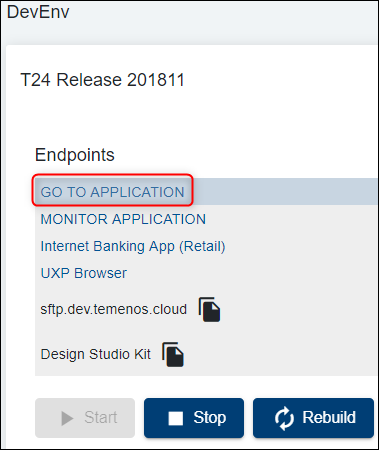 DevEnv
T24 Release 201811
Endpoints
GO TO APPLICATION
MONITOR APPLICATION
Internet Banking App (Retail)
UXP Browser
sftp.dev.temenos.cloud
Design Studio Kit
Start Stop Rebuild